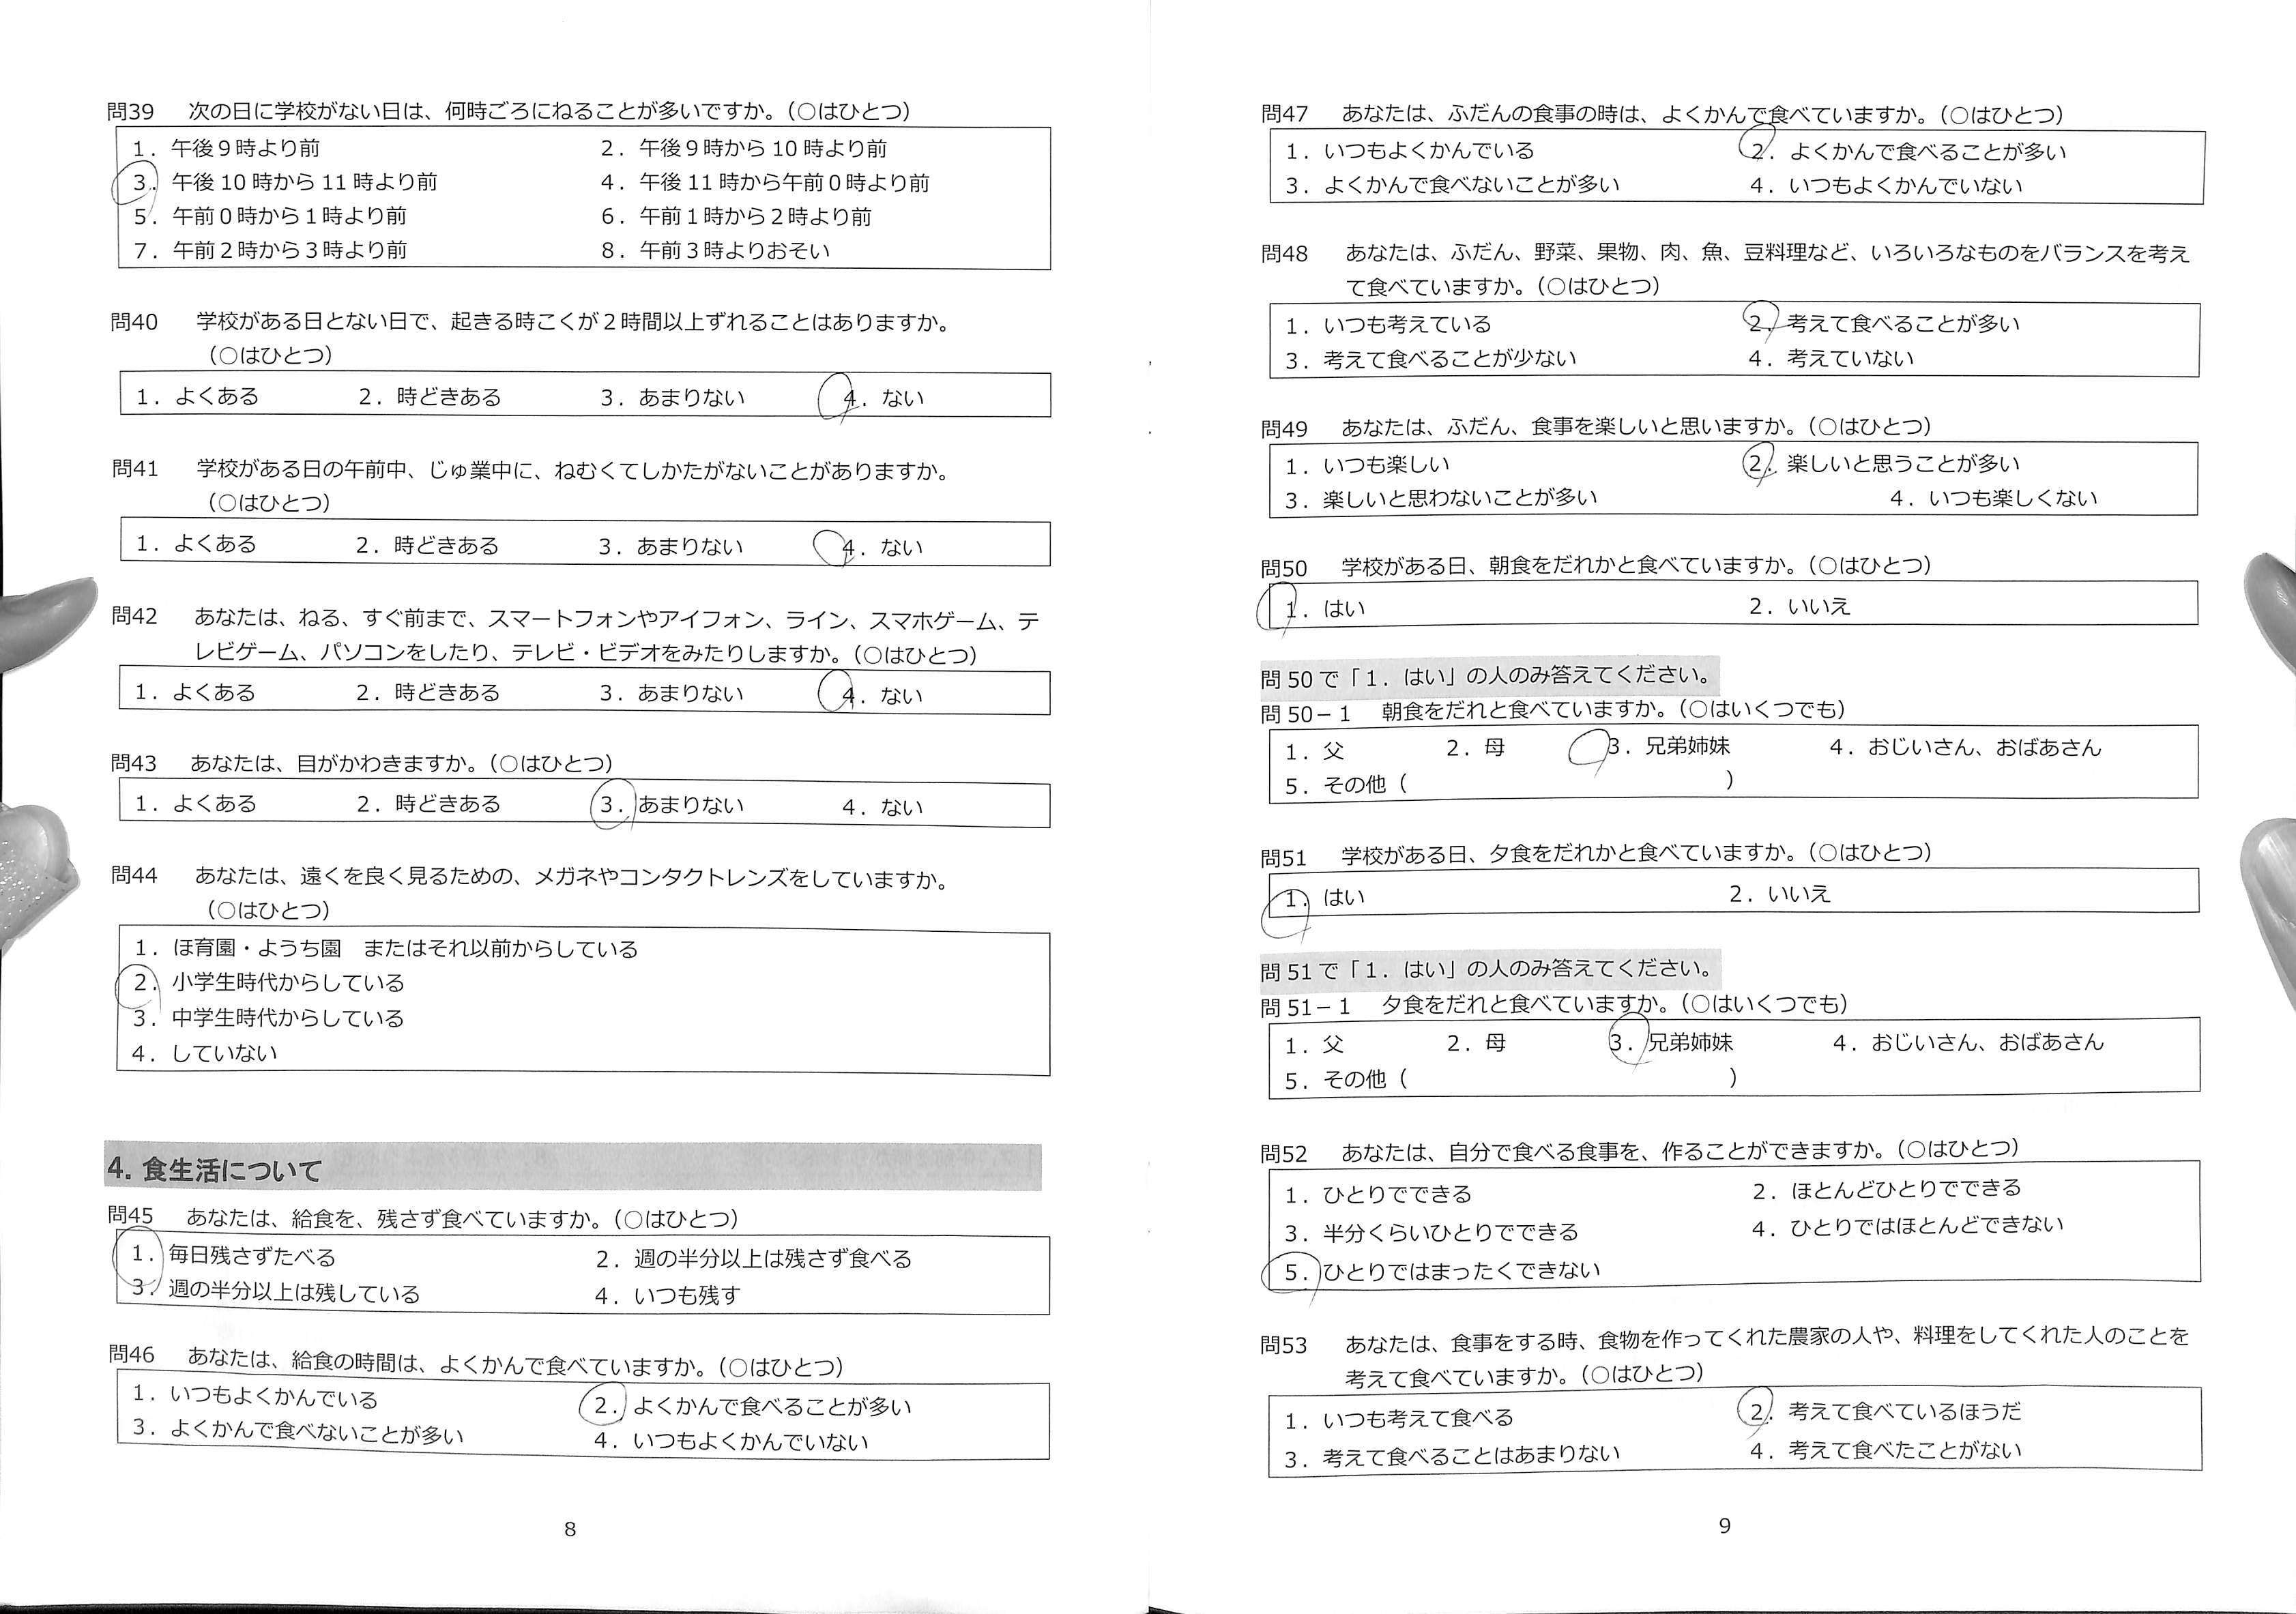 問39　次の日に学校がない日は、何時ごろにねることが多いですか。（○はひとつ）
1．午後９時より前　2．午後９時から10時より前
3．午後10時から11時より前　4．午後11時から午前０時より前
5．午前０時から１時より前　6．午前１時から２時より前
7．午前２時から３時より前　8．午前３時よりおそい
問40　学校がある日とない日で、起きる時こくが２時間以上ずれることはありますか。
（○はひとつ）
1．よくある　2．時どきある　3．あまりない　4．ない
問41　学校がある日の午前中、じゅ業中に、ねむくてしかたがないことがありますか。
（○はひとつ）
1．よくある　2．時どきある　3．あまりない　4．ない
問42　あなたは、ねる、すぐ前まで、スマートフォンやアイフォン、ライン、スマホゲーム、テ
レビゲーム、パソコンをしたり、テレビ・ビデオをみたりしますか。（○はひとつ）
1．よくある　2．時どきある　3．あまりない　4．ない
問43　あなたは、目がかわきますか。（○はひとつ）
1．よくある　2．時どきある　3．あまりない　4．ない
問44　あなたは、遠くを良く見るための、メガネやコンタクトレンズをしていますか。
（○はひとつ）
1．ほ育園・ようち園　またはそれ以前からしている
2．小学生時代からしている
3．中学生時代からしている
4．していない
4. 食生活について
問45　あなたは、給食を、残さず食べていますか。（○はひとつ）
1．毎日残さずたべる　2．週の半分以上は残さず食べる
3．週の半分以上は残している　4．いつも残す
問46　あなたは、給食の時間は、よくかんで食べていますか。（○はひとつ）
1．いつもよくかんでいる　2．よくかんで食べることが多い
3．よくかんで食べないことが多い　4．いつもよくかんでいない
8
問47　あなたは、ふだんの食事の時は、よくかんで食べていますか。（○はひとつ）
1．いつもよくかんでいる　2．よくかんで食べることが多い
3．よくかんで食べないことが多い　4．いつもよくかんでいない
問48　あなたは、ふだん、野菜、果物、肉、魚、豆料理など、いろいろなものをバランスを考え
て食べていますか。（○はひとつ）
1．いつも考えている　2．考えて食べることが多い
3．考えて食べることが少ない　4．考えていない
問49　あなたは、ふだん、食事を楽しいと思いますか。（○はひとつ）
1．いつも楽しい　2．楽しいと思うことが多い
3．楽しいと思わないことが多い　4．いつも楽しくない
問50　学校がある日、朝食をだれかと食べていますか。（○はひとつ）
1．はい　2．いいえ
問50で「1．はい」の人のみ答えてください。
問50－1　朝食をだれと食べていますか。（○はいくつでも）
1．父　2．母　3．兄弟姉妹　4．おじいさん、おばあさん
5．その他（　　　　　　　）
問51　学校がある日、夕食をだれかと食べていますか。（○はひとつ）
1．はい　2．いいえ
問51で「1．はい」の人のみ答えてください。
問51－1　夕食をだれと食べていますか。（○はいくつでも）
1．父　2．母　3．兄弟姉妹　4．おじいさん、おばあさん
5．その他（　　　　　　　）
問52　あなたは、自分で食べる食事を、作ることができますか。（○はひとつ）
1．ひとりでできる　2．ほとんどひとりでできる
3．半分くらいひとりでできる　4．ひとりではほとんどできない
5．ひとりではまったくできない
問53　あなたは、食事をする時、食物を作ってくれた農家の人や、料理をしてくれた人のことを
考えて食べていますか。（○はひとつ）
1．いつも考えて食べる　2．考えて食べているほうだ
3．考えて食べることはあまりない　4．考えて食べたことがない
9